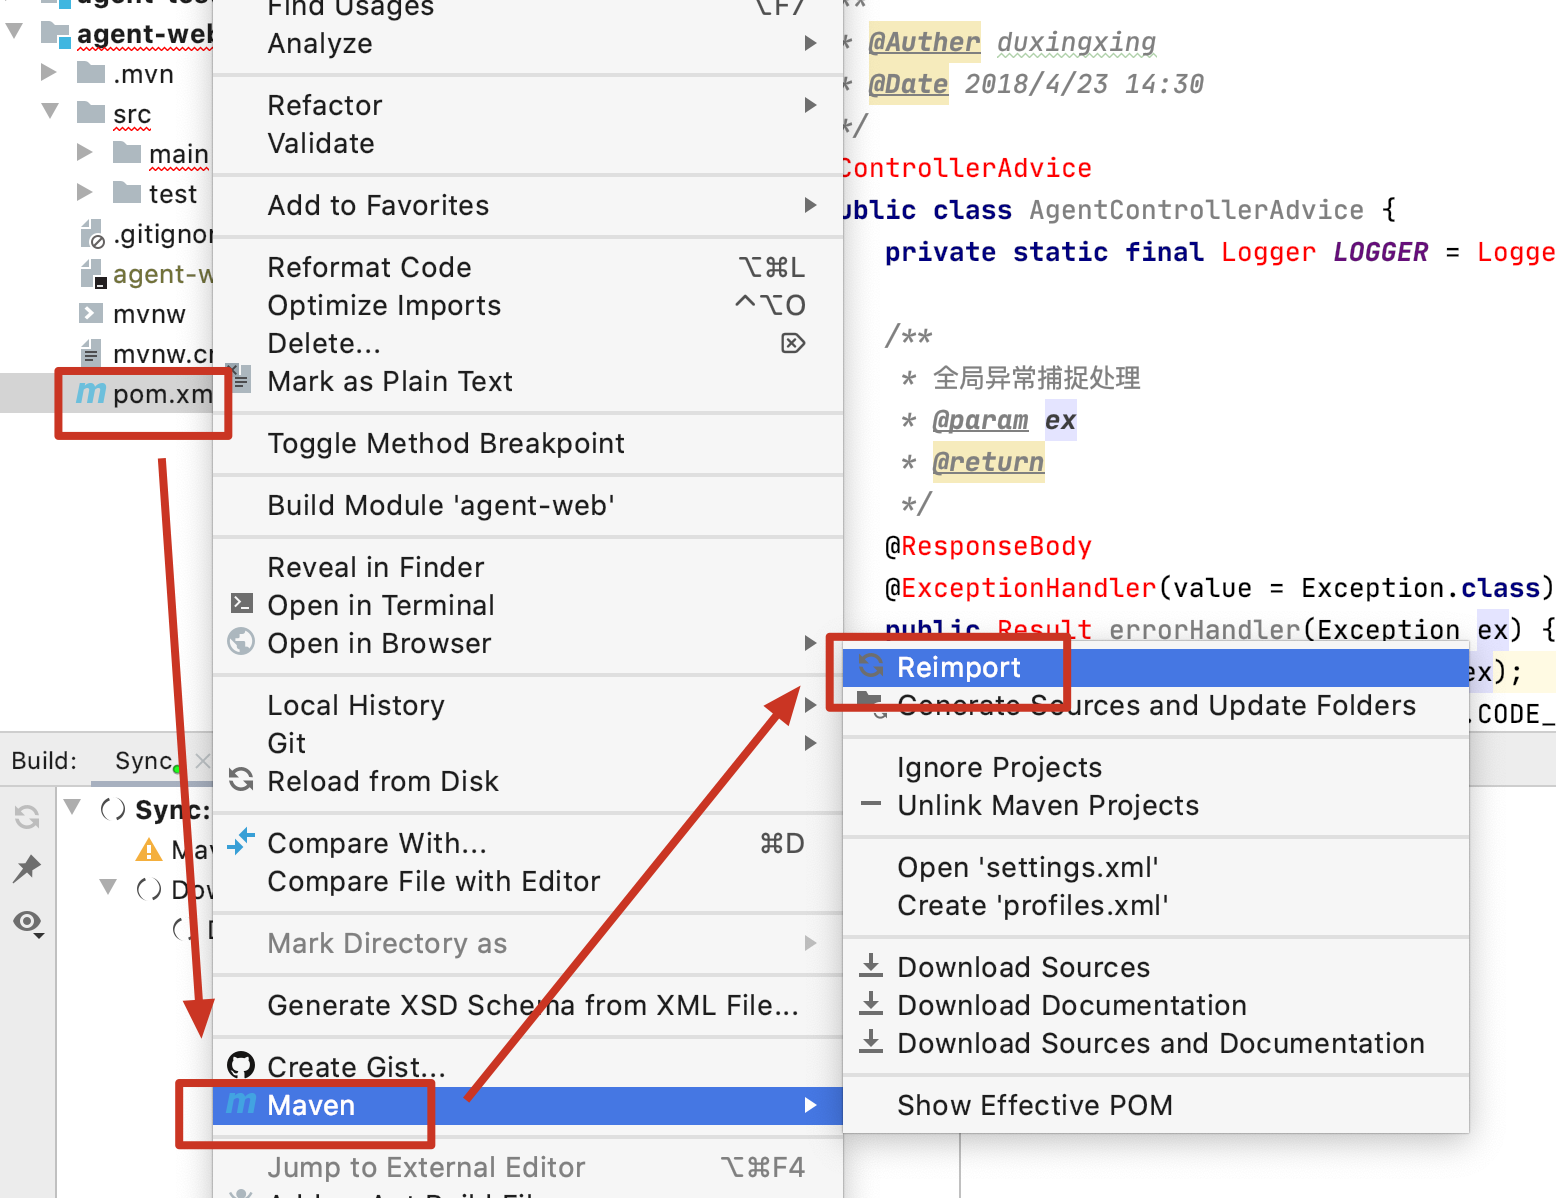 agent-web
.mvn
src
main
test
.gitignor
agent-w
mvnw
mvnw.cm
pom.xm
Build:
Sync
Sync:
Find Usages ⌥F7
Analyze
Refactor
Validate
Add to Favorites
Reformat Code ⌥⌘L
Optimize Imports ^⌥O
Delete...
Mark as Plain Text
Toggle Method Breakpoint
Build Module 'agent-web'
Reveal in Finder
Open in Terminal
Open in Browser
Local History
Git
Reload from Disk
Compare With... ⌘D
Compare File with Editor
Mark Directory as
Generate XSD Schema from XML File...
Create Gist...
Maven
Jump to External Editor ⌥⌘F4
**
* @Auther duxingxing
* @Date 2018/4/23 14:30
*/
ControllerAdvice
ublic class AgentControllerAdvice {
private static final Logger LOGGER = Logge
/**
* 全局异常捕捉处理
* @param ex
* @return
*/
@ResponseBody
@ExceptionHandler(value = Exception.class)
public Result errorHandler(Exception ex) {
ex);
.CODE_
Reimport
Generate Sources and Update Folders
Ignore Projects
Unlink Maven Projects
Open 'settings.xml'
Create 'profiles.xml'
Download Sources
Download Documentation
Download Sources and Documentation
Show Effective POM